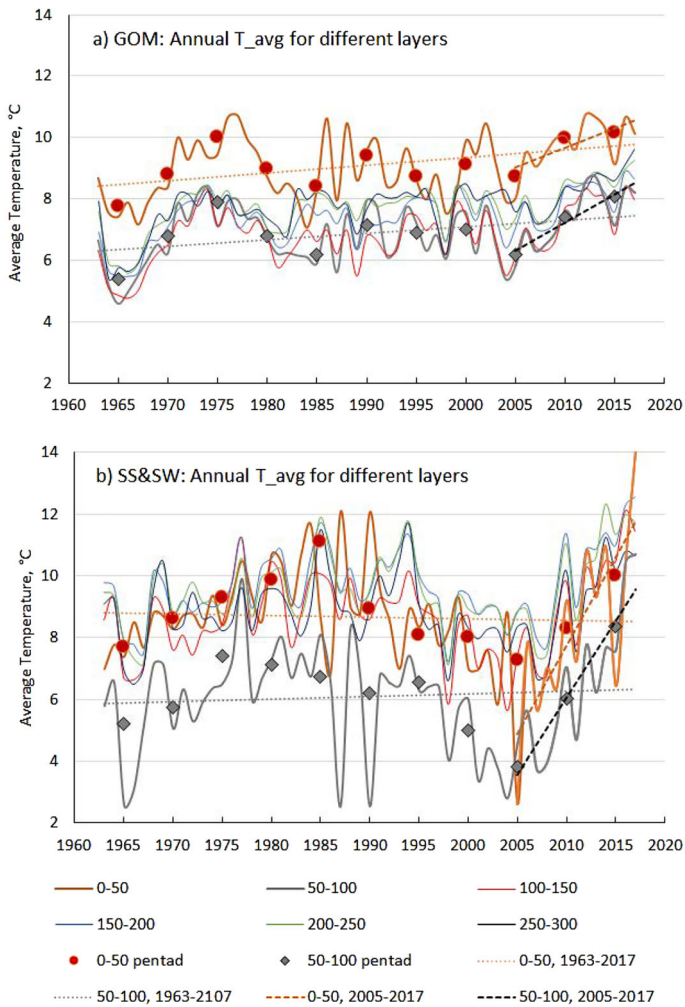 a) GOM: Annual T_avg for different layers
Average Temperature, °C
14
12
10
8
6
4
2
1960 1965 1970 1975 1980 1985 1990 1995 2000 2005 2010 2015 2020
b) SS&SW: Annual T_avg for different layers
Average Temperature, °C
14
12
10
8
6
4
2
1960 1965 1970 1975 1980 1985 1990 1995 2000 2005 2010 2015 2020
0-50 50-100 100-150
150-200 200-250 250-300
0-50 pentad 50-100 pentad 0-50, 1963-2017
50-100, 1963-2107 0-50, 2005-2017 50-100, 2005-2017